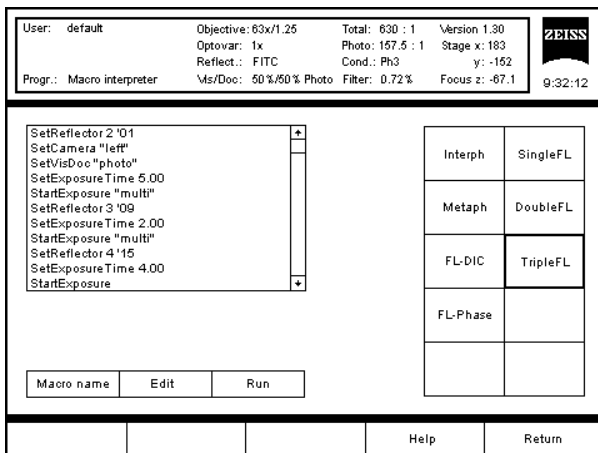 User: default Objective: 63x/1.25 Total: 630 : 1 Version 1.30
Optovar: 1x Photo: 157.5 : 1 Stage x: 183
Reflect.: FITC Cond.: Ph3 y: -152
Progr.: Macro interpreter Vis/Doc: 50 %/50 % Photo Filter: 0.72 % Focus z: -67.1
ZEISS
9:32:12
SetReflector 2 '01
SetCamera "left"
SetVisDoc "photo"
SetExposureTime 5.00
StartExposure "multi"
SetReflector 3 '09
SetExposureTime 2.00
StartExposure "multi"
SetReflector 4 '15
SetExposureTime 4.00
StartExposure
Interph SingleFL
Metaph DoubleFL
FL-DIC TripleFL
FL-Phase
Macro name Edit Run
Help Return